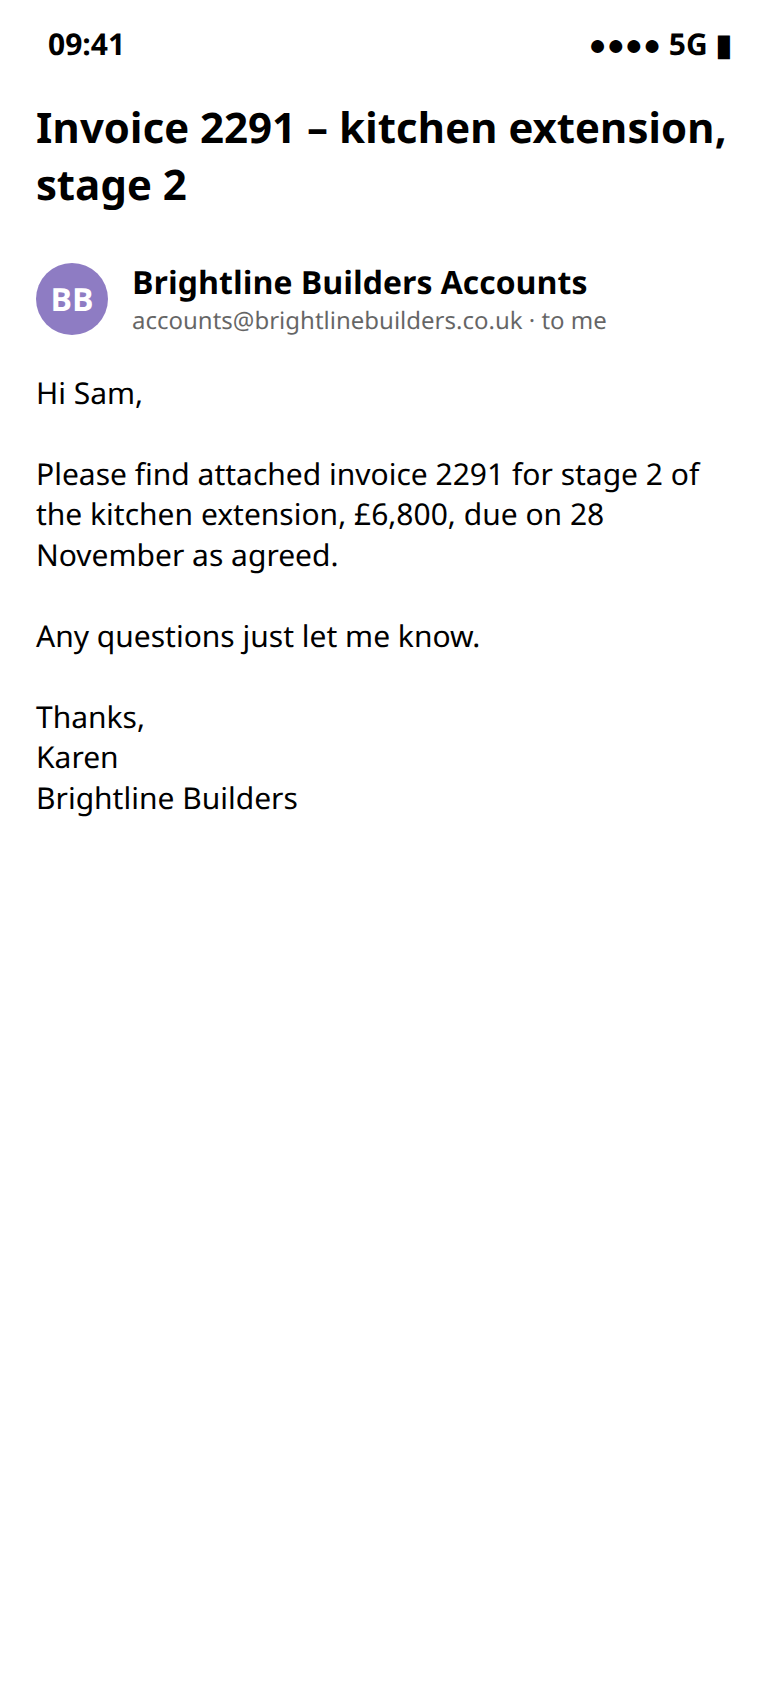 09:41
●●●● 5G ▮
Invoice 2291 – kitchen extension,
stage 2
BB
Brightline Builders Accounts
accounts@brightlinebuilders.co.uk · to me
Hi Sam,
Please find attached invoice 2291 for stage 2 of
the kitchen extension, £6,800, due on 28
November as agreed.
Any questions just let me know.
Thanks,
Karen
Brightline Builders